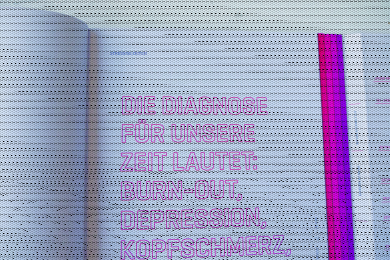 DIE DIAGNOSE
FÜR UNSERE
ZEIT LAUTET:
BURN-OUT,
DEPRESSION,
KOPFSCHMERZ,